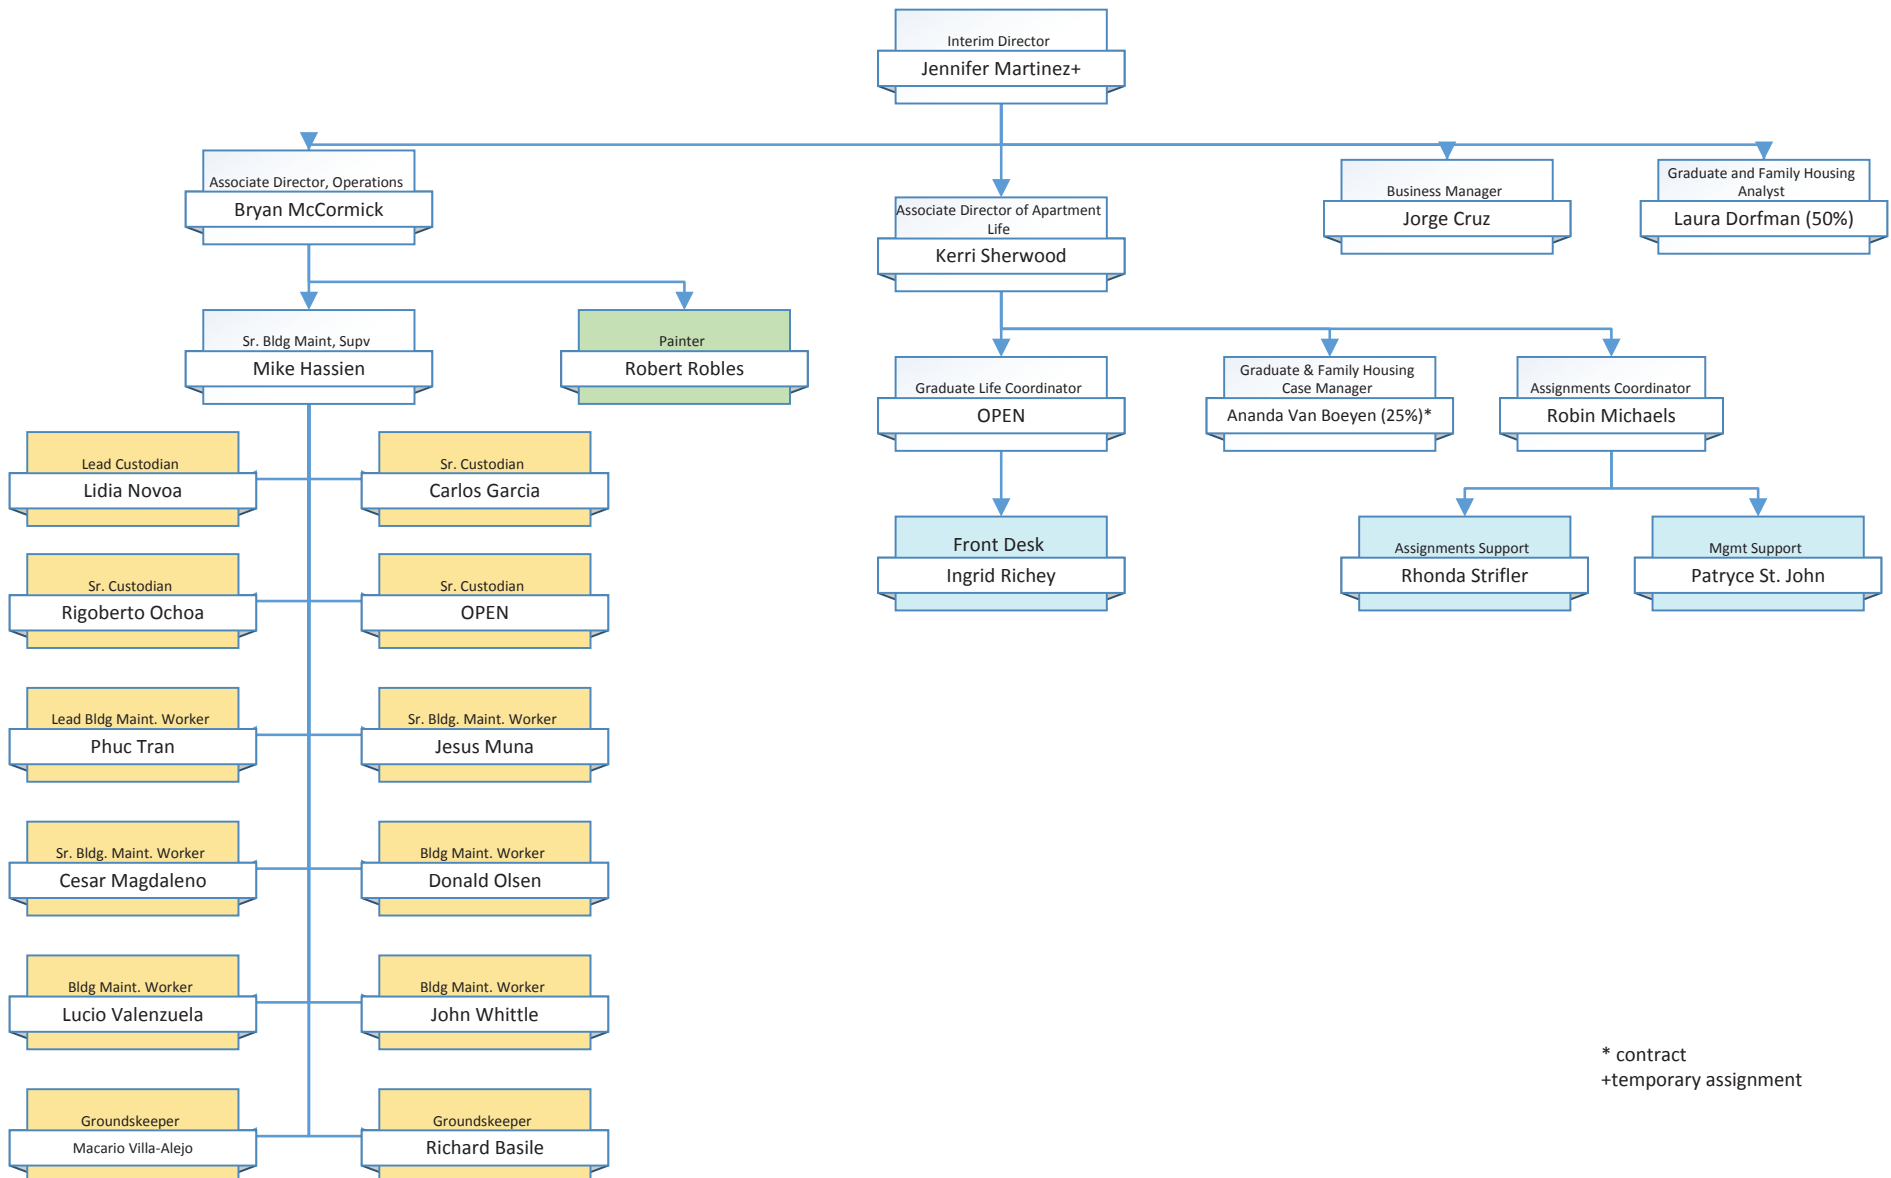 Interim Director
Jennifer Martinez+
Associate Director, Operations
Bryan McCormick
Associate Director of Apartment
Life
Kerri Sherwood
Business Manager
Jorge Cruz
Graduate and Family Housing
Analyst
Laura Dorfman (50%)
Sr. Bldg Maint, Supv
Mike Hassien
Painter
Robert Robles
Graduate Life Coordinator
OPEN
Graduate & Family Housing
Case Manager
Ananda Van Boeyen (25%)*
Assignments Coordinator
Robin Michaels
Lead Custodian
Lidia Novoa
Sr. Custodian
Carlos Garcia
Front Desk
Ingrid Richey
Assignments Support
Rhonda Strifler
Mgmt Support
Patryce St. John
Sr. Custodian
Rigoberto Ochoa
Sr. Custodian
OPEN
Lead Bldg Maint. Worker
Phuc Tran
Sr. Bldg. Maint. Worker
Jesus Muna
Sr. Bldg. Maint. Worker
Cesar Magdaleno
Bldg Maint. Worker
Donald Olsen
Bldg Maint. Worker
Lucio Valenzuela
Bldg Maint. Worker
John Whittle
Groundskeeper
Macario Villa-Alejo
Groundskeeper
Richard Basile
* contract
+temporary assignment